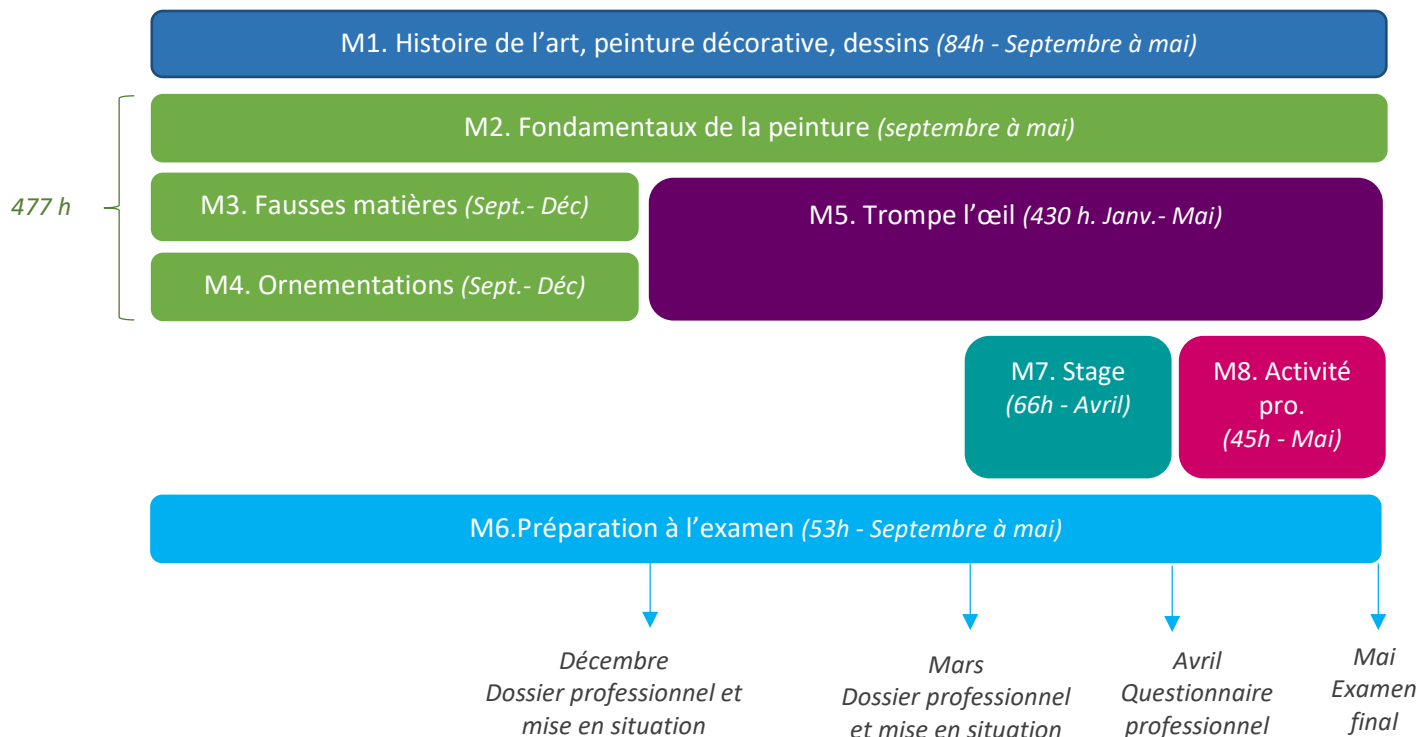 M1. Histoire de l’art, peinture décorative, dessins (84h - Septembre à mai)
M2. Fondamentaux de la peinture (septembre à mai)
477 h
M3. Fausses matières (Sept.- Déc)
M5. Trompe l’œil (430 h. Janv.- Mai)
M4. Ornementations (Sept.- Déc)
M7. Stage
(66h - Avril)
M8. Activité
pro.
(45h - Mai)
M6.Préparation à l’examen (53h - Septembre à mai)
Décembre
Dossier professionnel et
mise en situation
Mars
Dossier professionnel
et mise en situation
Avril
Questionnaire
professionnel
Mai
Examen
final